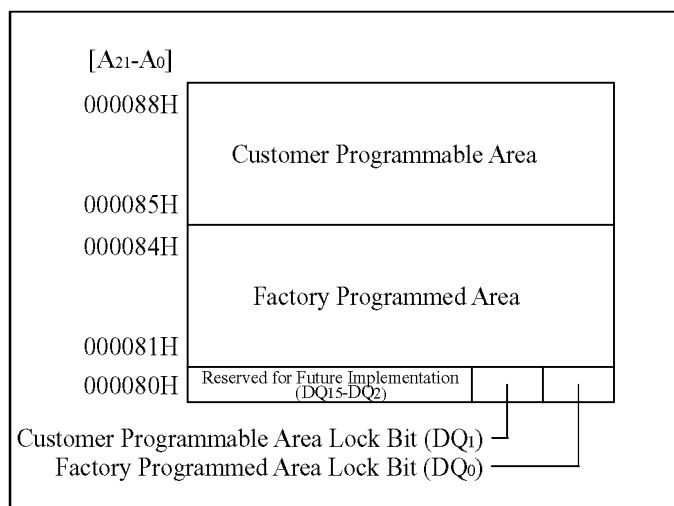 [A21-A0]
000088H
Customer Programmable Area
000085H
000084H
Factory Programmed Area
000081H
000080H
Reserved for Future Implementation
(DQ15-DQ2)
Customer Programmable Area Lock Bit (DQ1)
Factory Programmed Area Lock Bit (DQ0)